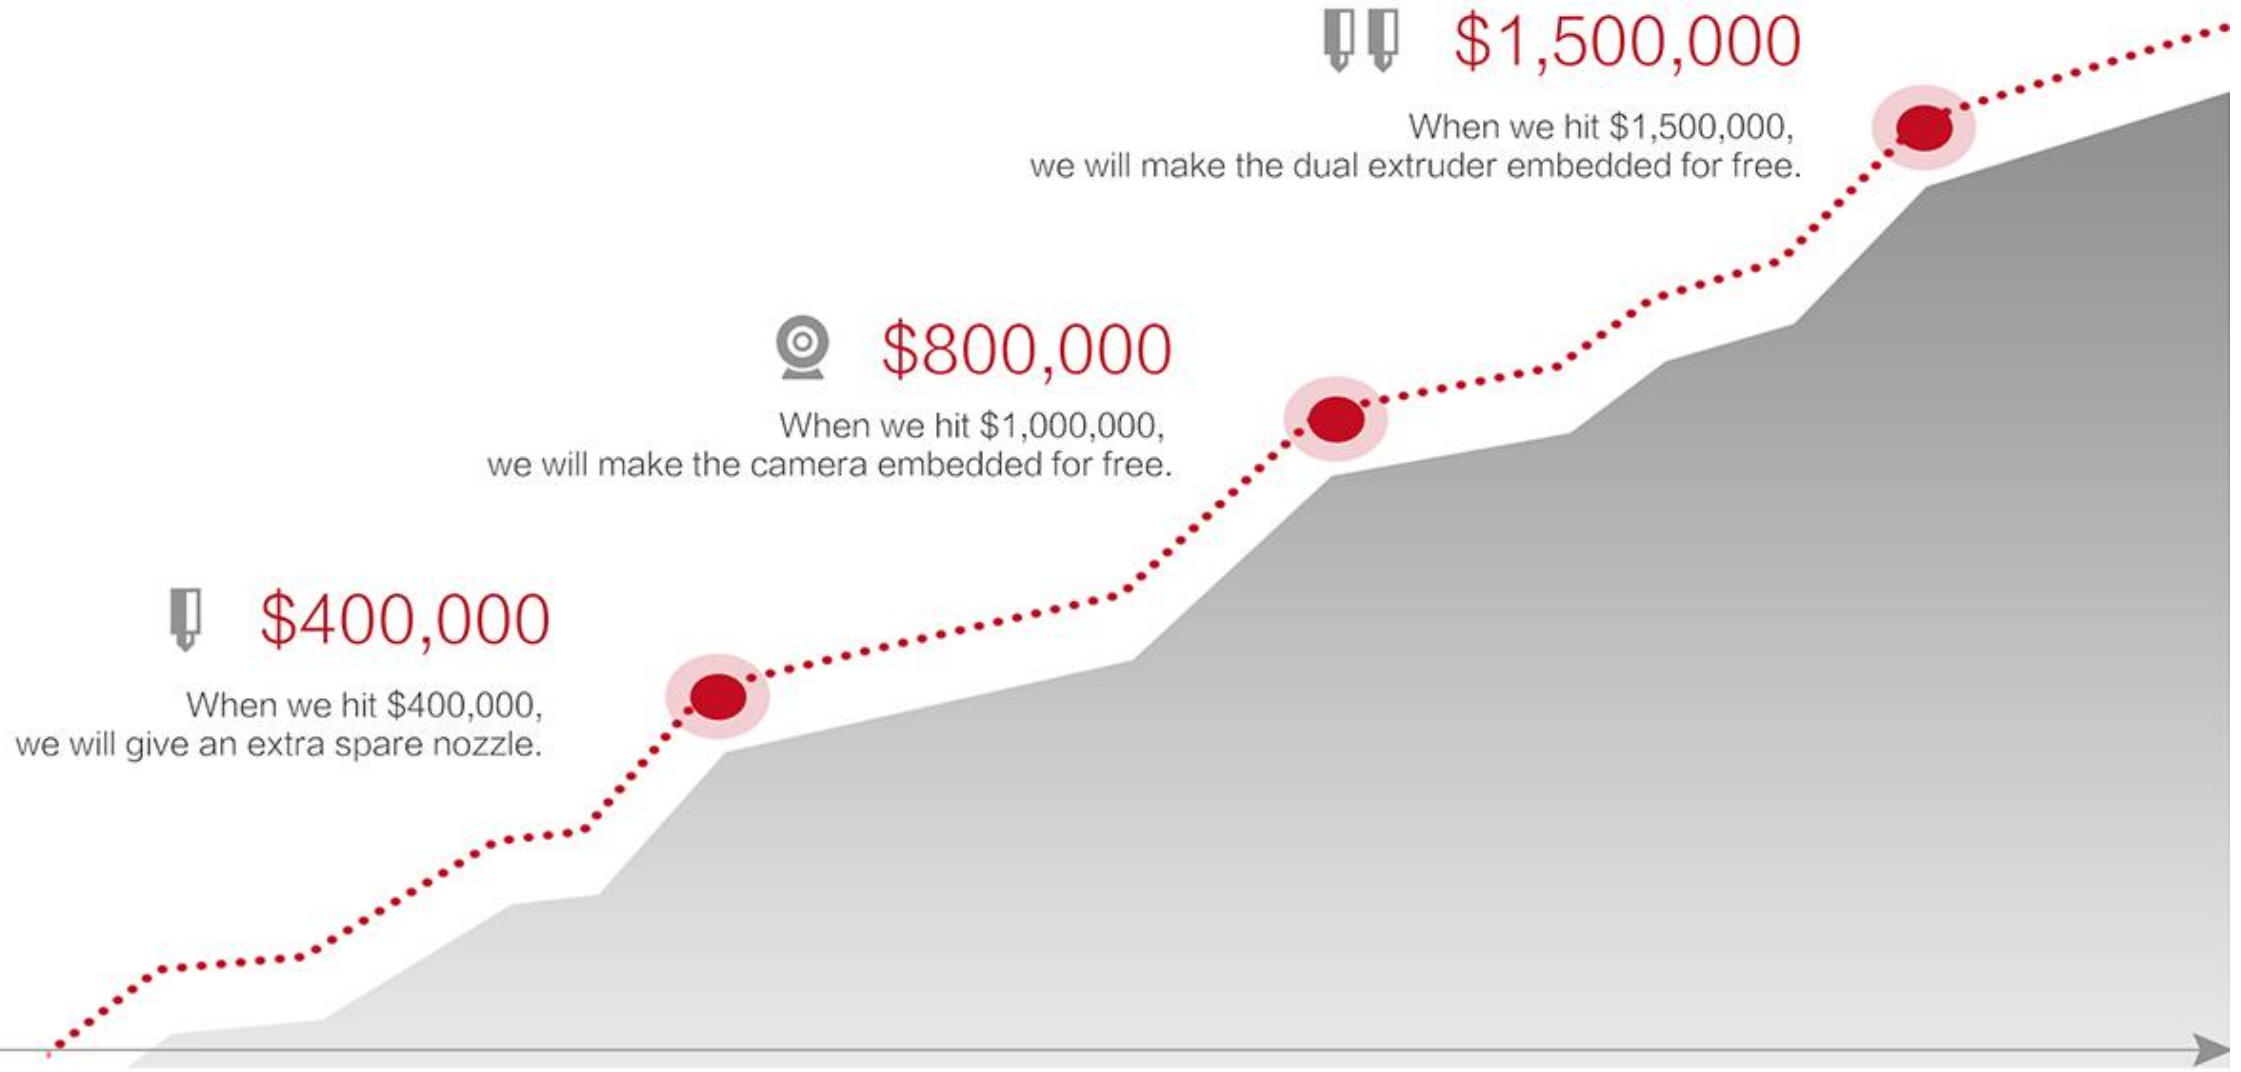 $1,500,000
When we hit $1,500,000,
we will make the dual extruder embedded for free.
$800,000
When we hit $1,000,000,
we will make the camera embedded for free.
$400,000
When we hit $400,000,
we will give an extra spare nozzle.